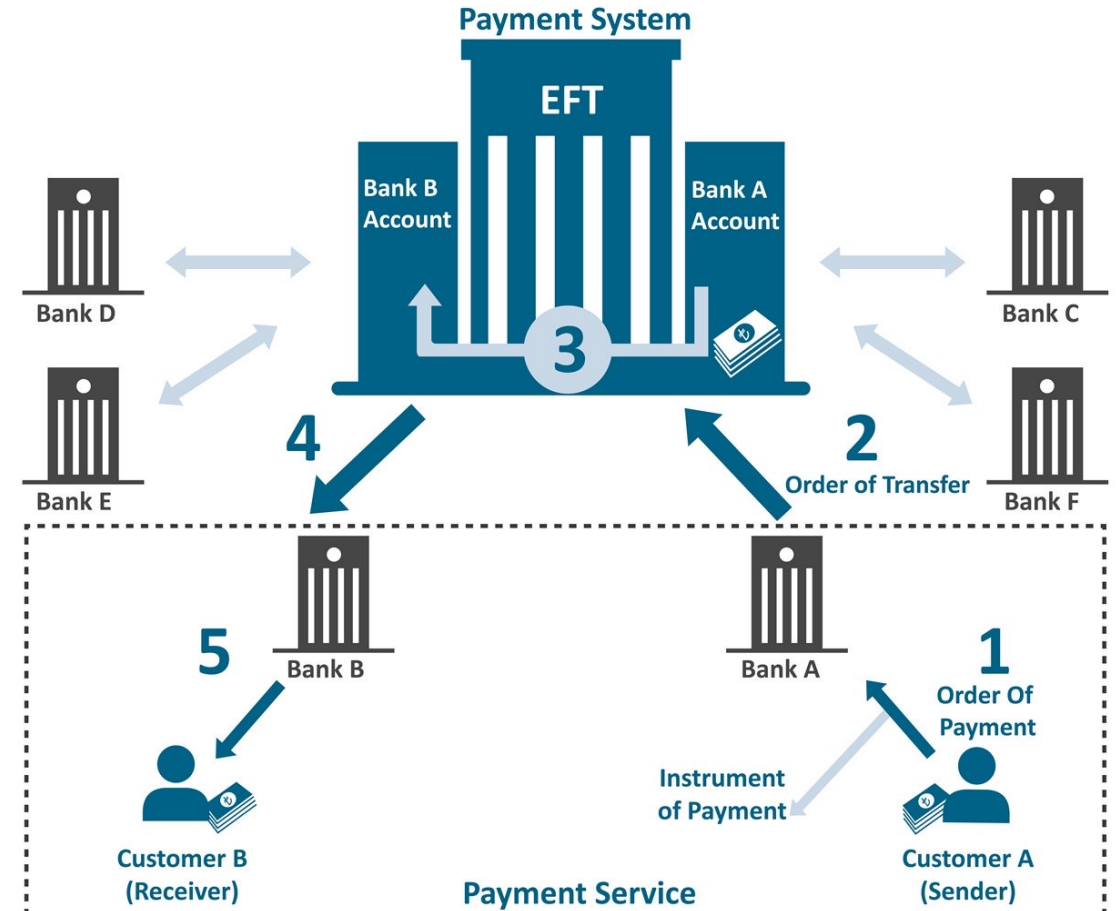 Payment System
EFT
Bank B
Account
Bank A
Account
Bank D
Bank C
3
4
2
Order of Transfer
Bank E
Bank F
5
Bank B
Bank A
1
Order Of
Payment
Instrument
of Payment
Customer B
(Receiver)
Customer A
(Sender)
Payment Service